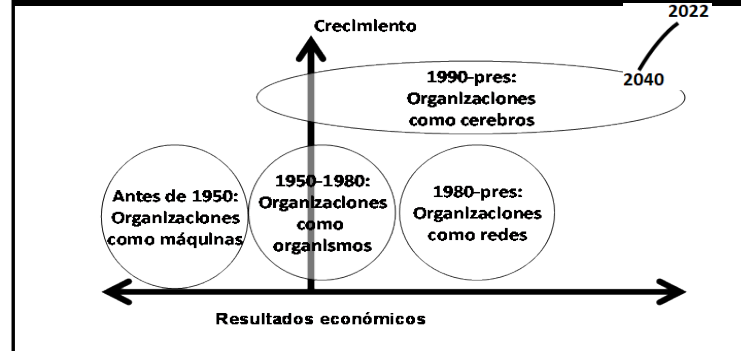 2022
Crecimiento
2040
1990-pres:
Organizaciones
como cerebros
Antes de 1950:
Organizaciones
como máquinas
1950-1980:
Organizaciones
como
organismos
1980-pres:
Organizaciones
como redes
Resultados económicos